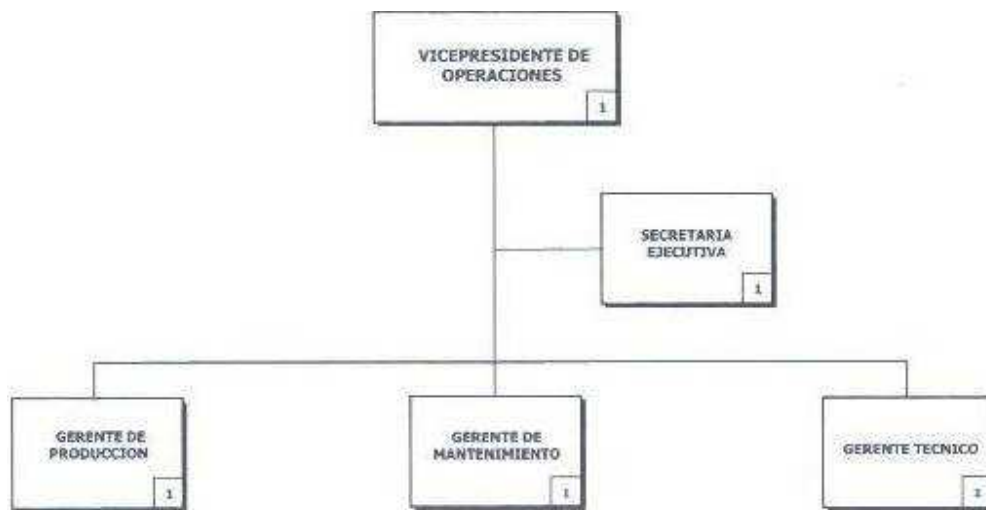 VICEPRESIDENTE DE
OPERACIONES
1
SECRETARIA
EJECUTIVA
1
GERENTE DE
PRODUCCION
1
GERENTE DE
MANTENIMIENTO
1
GERENTE TECNICO
1